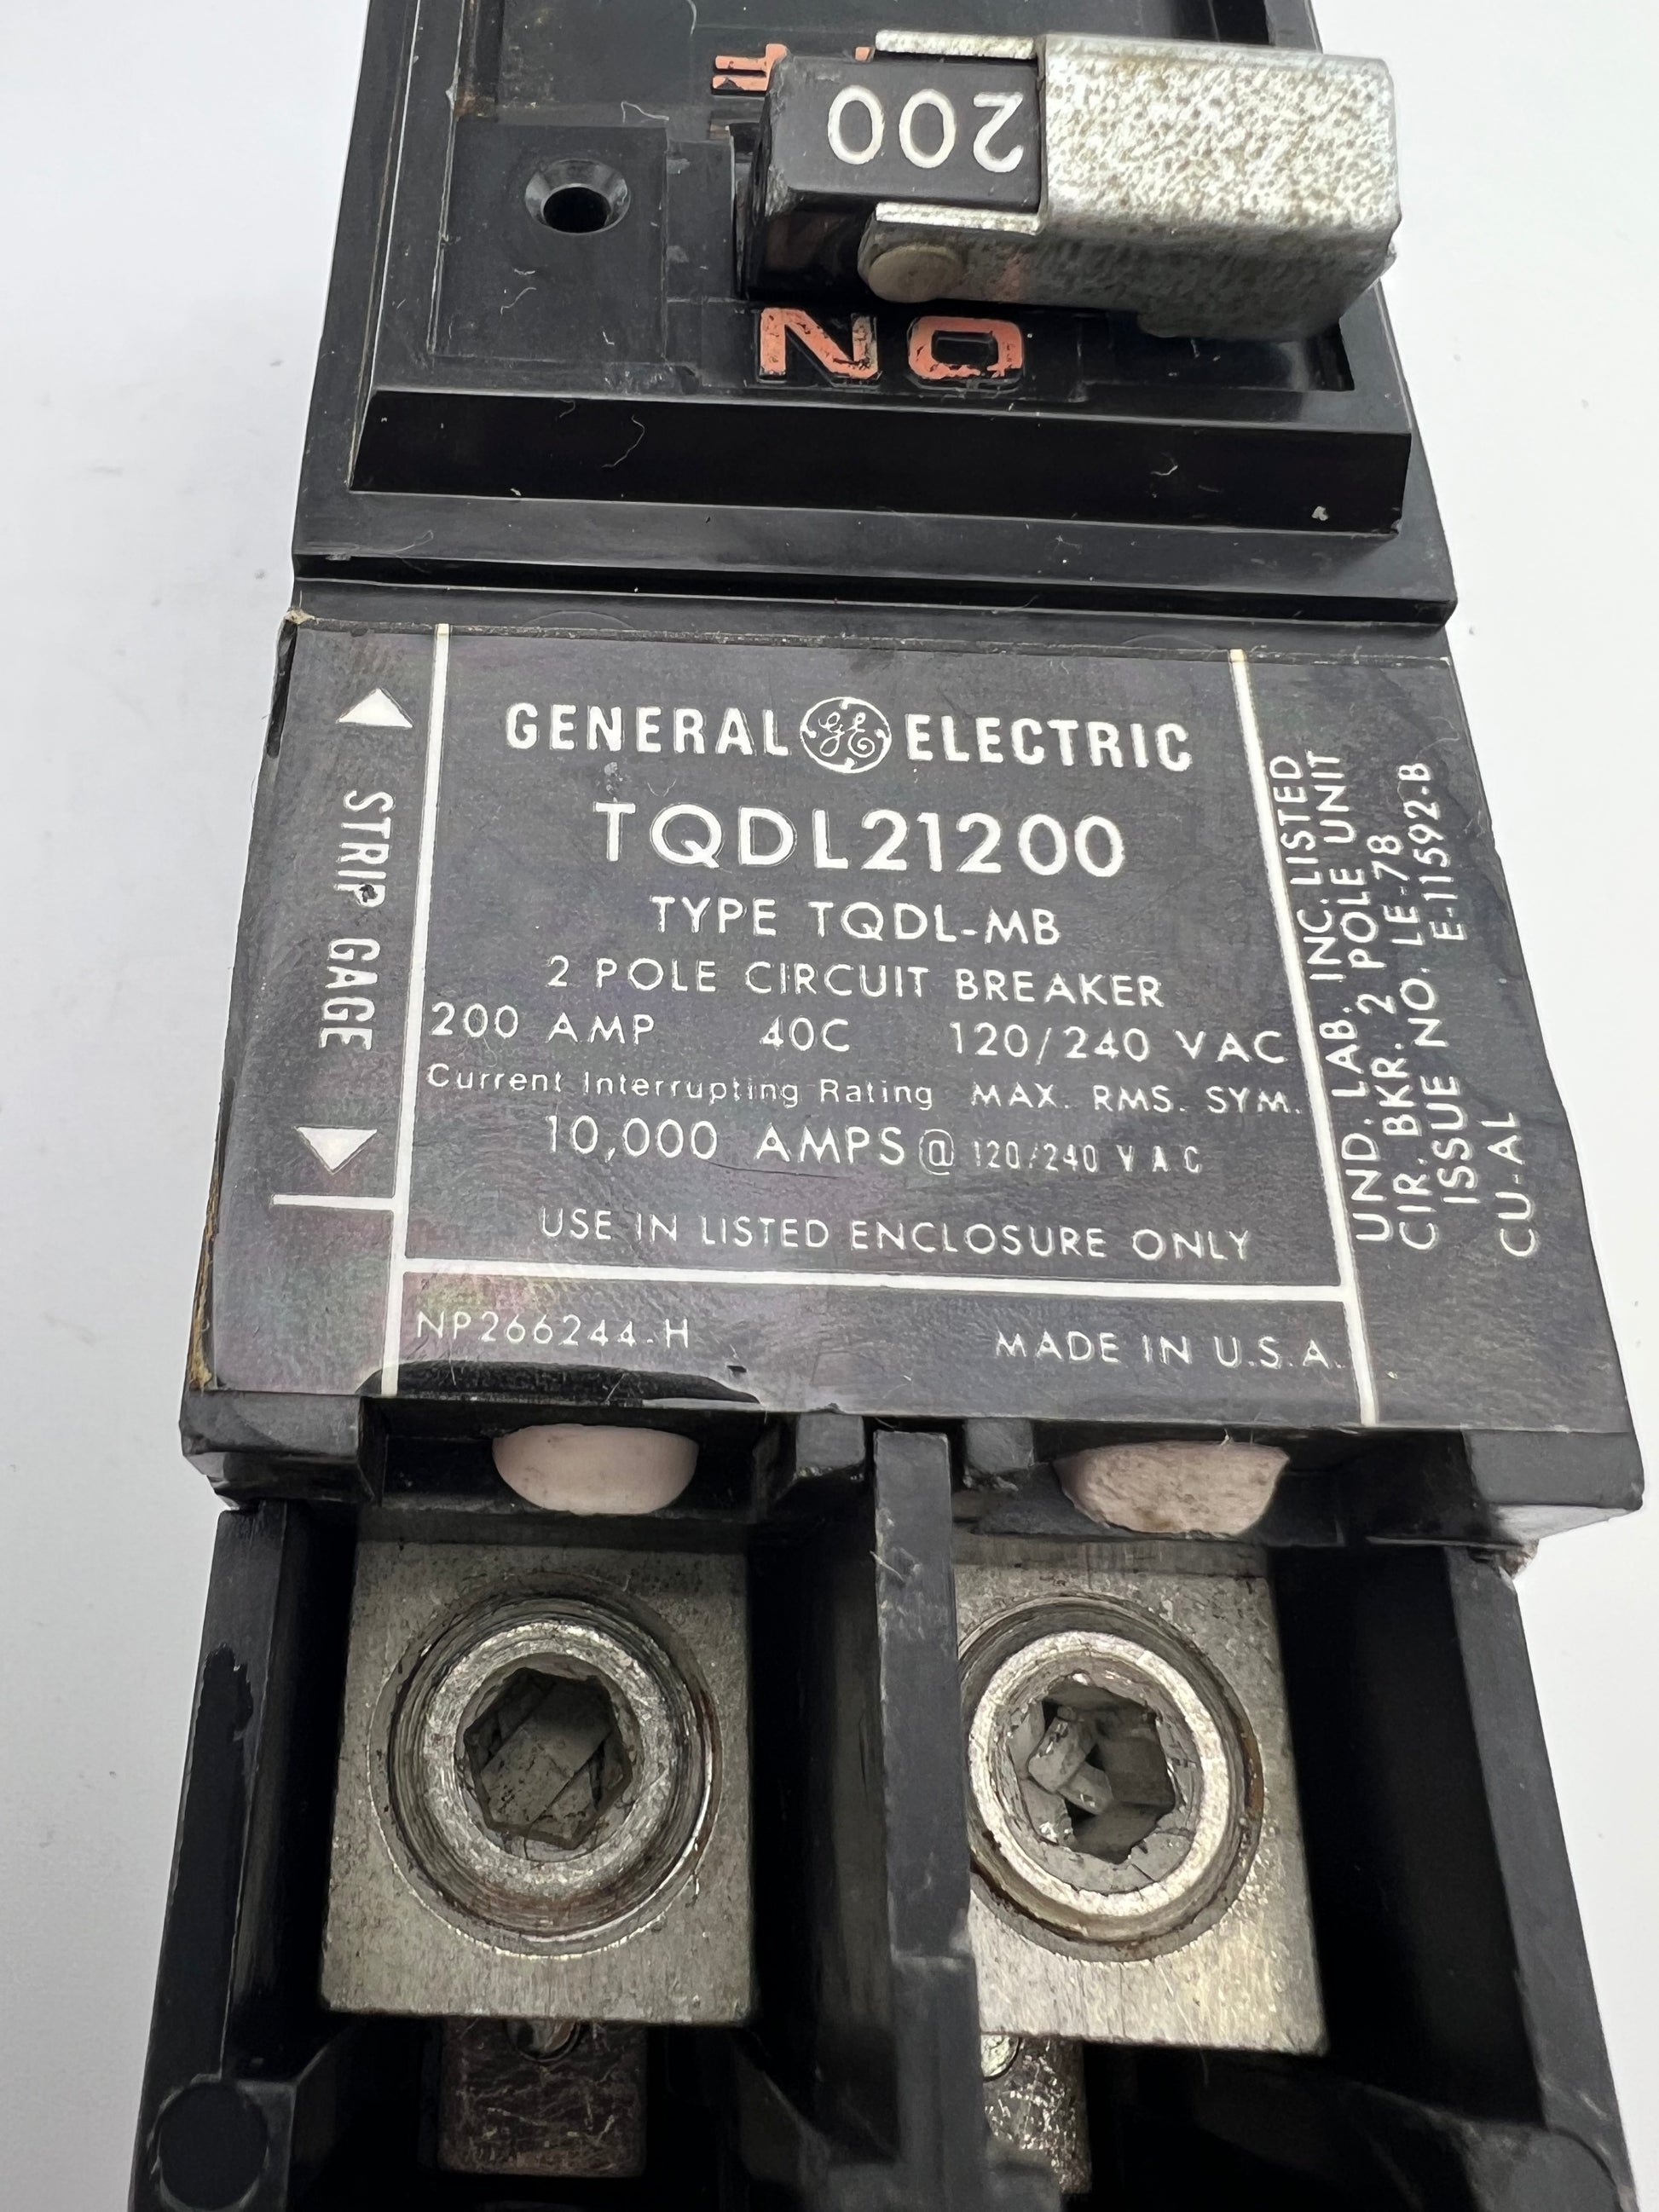 200
ON
GENERAL GE ELECTRIC
TQDL21200
TYPE TQDL-MB
2 POLE CIRCUIT BREAKER
200 AMP 40C 120/240 VAC
Current Interrupting Rating MAX. RMS. SYM.
10,000 AMPS @ 120/240 VAC
USE IN LISTED ENCLOSURE ONLY
NP266244-H MADE IN U.S.A.
STRIP GAGE
UND. LAB. INC. LISTED
CIR. BKR. 2 POLE UNIT
ISSUE NO. LE-78
E-11592-B
CU-AL